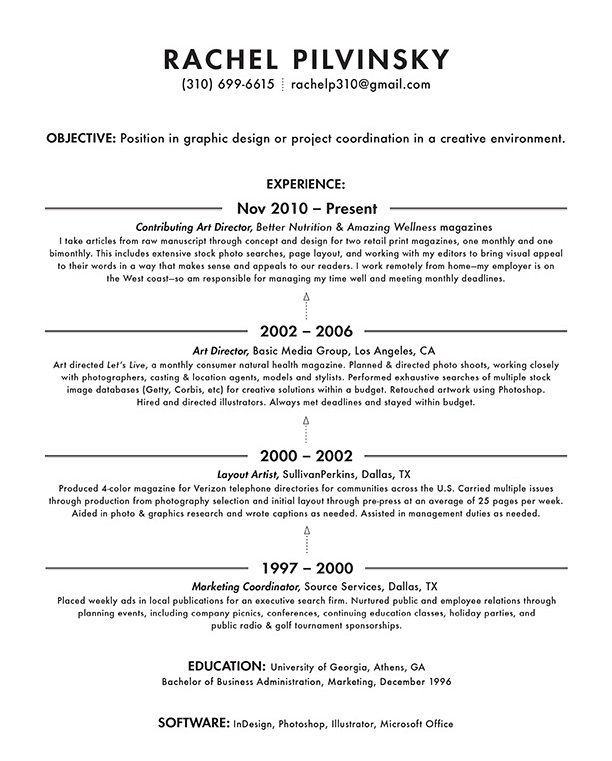 RACHEL PILVINSKY
(310) 699-6615 ┊ rachelp310@gmail.com
OBJECTIVE: Position in graphic design or project coordination in a creative environment.
EXPERIENCE:
Nov 2010 – Present
Contributing Art Director, Better Nutrition & Amazing Wellness magazines
I take articles from raw manuscript through concept and design for two retail print magazines, one monthly and one
bimonthly. This includes extensive stock photo searches, page layout, and working with my editors to bring visual appeal
to their words in a way that makes sense and appeals to our readers. I work remotely from home—my employer is on
the West coast—so am responsible for managing my time well and meeting monthly deadlines.
2002 – 2006
Art Director, Basic Media Group, Los Angeles, CA
Art directed Let's Live, a monthly consumer natural health magazine. Planned & directed photo shoots, working closely
with photographers, casting & location agents, models and stylists. Performed exhaustive searches of multiple stock
image databases (Getty, Corbis, etc) for creative solutions within a budget. Retouched artwork using Photoshop.
Hired and directed illustrators. Always met deadlines and stayed within budget.
2000 – 2002
Layout Artist, SullivanPerkins, Dallas, TX
Produced 4-color magazine for Verizon telephone directories for communities across the U.S. Carried multiple issues
through production from photography selection and initial layout through pre-press at an average of 25 pages per week.
Aided in photo & graphics research and wrote captions as needed. Assisted in management duties as needed.
1997 – 2000
Marketing Coordinator, Source Services, Dallas, TX
Placed weekly ads in local publications for an executive search firm. Nurtured public and employee relations through
planning events, including company picnics, conferences, continuing education classes, holiday parties, and
public radio & golf tournament sponsorships.
EDUCATION: University of Georgia, Athens, GA
Bachelor of Business Administration, Marketing, December 1996
SOFTWARE: InDesign, Photoshop, Illustrator, Microsoft Office